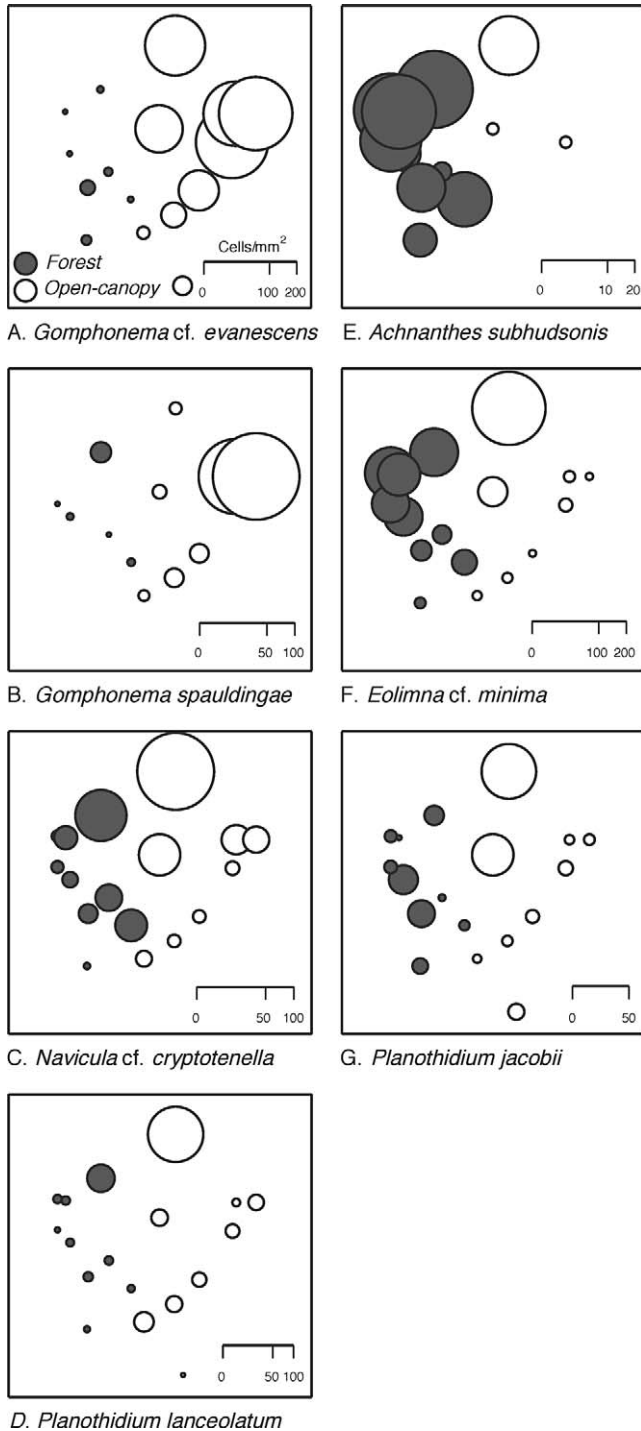 Cells/mm²
Forest
Open-canopy
0 100 200
A. Gomphonema cf. evanescens
0 10 20
E. Achnanthes subhudsonis
0 50 100
B. Gomphonema spauldingae
0 100 200
F. Eolimna cf. minima
0 50 100
C. Navicula cf. cryptotenella
0 50
G. Planothidium jacobii
0 50 100
D. Planothidium lanceolatum